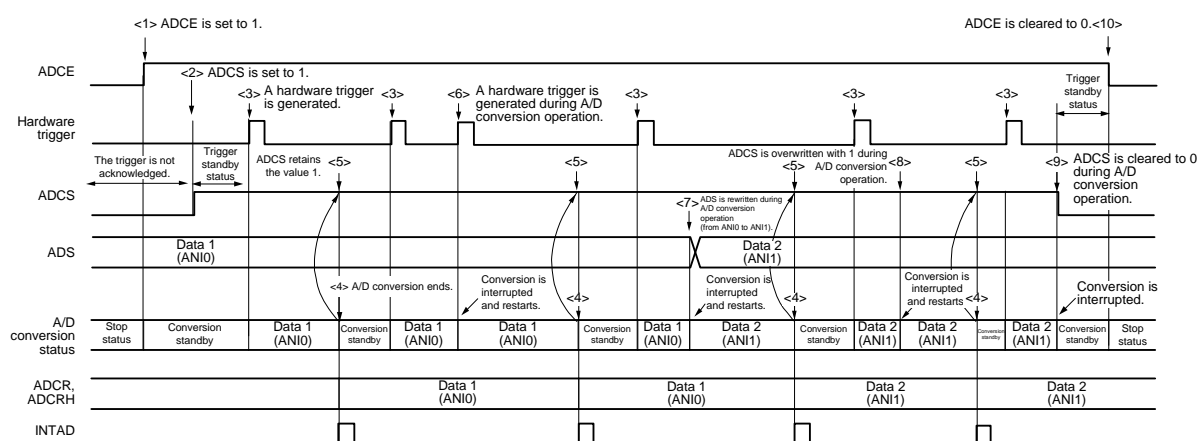 <1> ADCE is set to 1.
ADCE is cleared to 0.<10>
ADCE
<2> ADCS is set to 1.
Trigger
standby
status
<3> A hardware trigger
is generated.
<3>
<6> A hardware trigger is
generated during A/D
conversion operation.
<3>
<3>
<3>
Hardware
trigger
The trigger is not
acknowledged.
Trigger
standby
status
ADCS retains
the value 1.
<5>
<5>
ADCS is overwritten with 1 during
A/D conversion
operation.
<5>
<8>
<5>
<9>
ADCS is cleared to 0
during A/D
conversion
operation.
ADCS
<7> ADS is rewritten during
A/D conversion
operation
(from ANI0 to ANI1).
ADS
Data 1
(ANI0)
Data 2
(ANI1)
<4> A/D conversion ends.
Conversion is
interrupted
and restarts.
<4>
Conversion is
interrupted
and restarts.
<4>
Conversion is
interrupted
and restarts.
<4>
Conversion is
interrupted.
A/D
conversion
status
Stop
status
Conversion
standby
Data 1
(ANI0)
Conversion
standby
Data 1
(ANI0)
Data 1
(ANI0)
Conversion
standby
Data 1
(ANI0)
Data 2
(ANI1)
Conversion
standby
Data 2
(ANI1)
Data 2
(ANI1)
Conversion
standby
Data 2
(ANI1)
Conversion
standby
Stop
status
ADCR,
ADCRH
Data 1
(ANI0)
Data 1
(ANI0)
Data 2
(ANI1)
Data 2
(ANI1)
INTAD